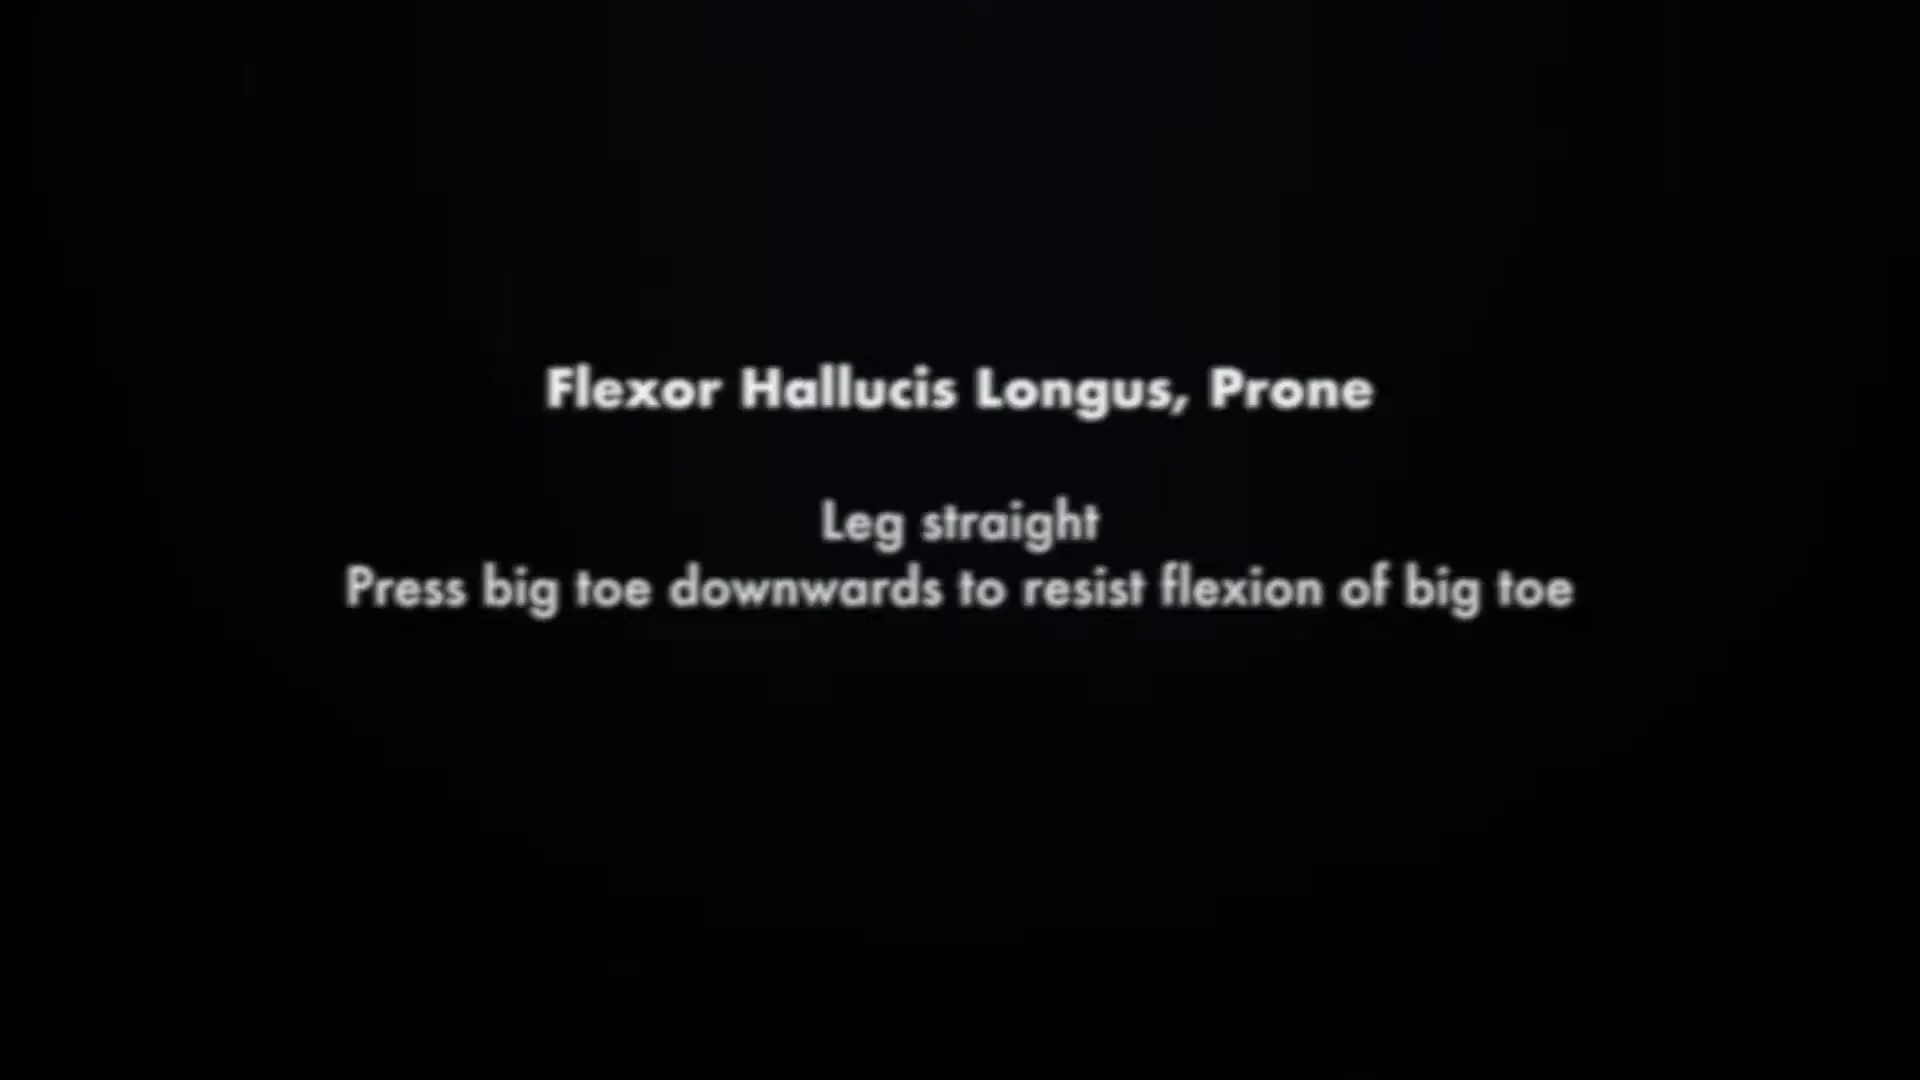 Flexor Hallucis Longus, Prone
Leg straight
Press big toe downwards to resist flexion of big toe